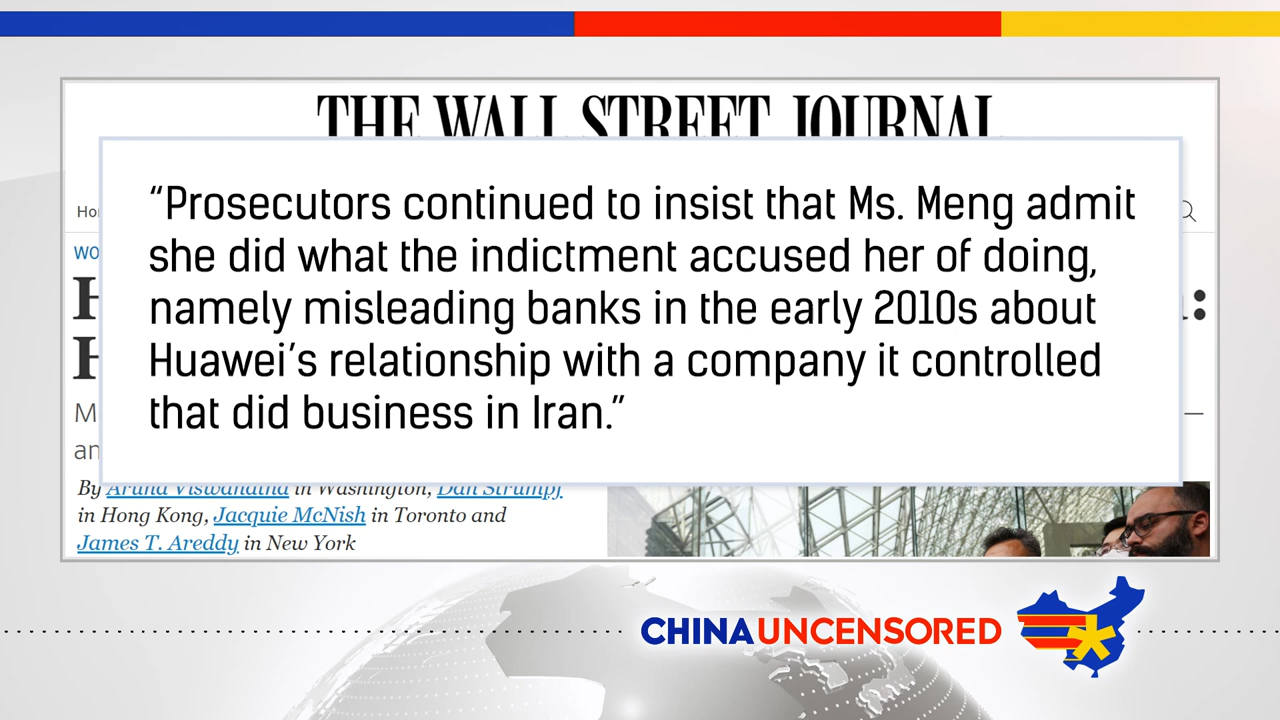 THE WALL STREET JOURNAL
“Prosecutors continued to insist that Ms. Meng admit
she did what the indictment accused her of doing,
namely misleading banks in the early 2010s about
Huawei’s relationship with a company it controlled
that did business in Iran.”
By Aruna Viswanatha in Washington, Dan Strumpf
in Hong Kong, Jacquie McNish in Toronto and
James T. Areddy in New York
CHINA UNCENSORED